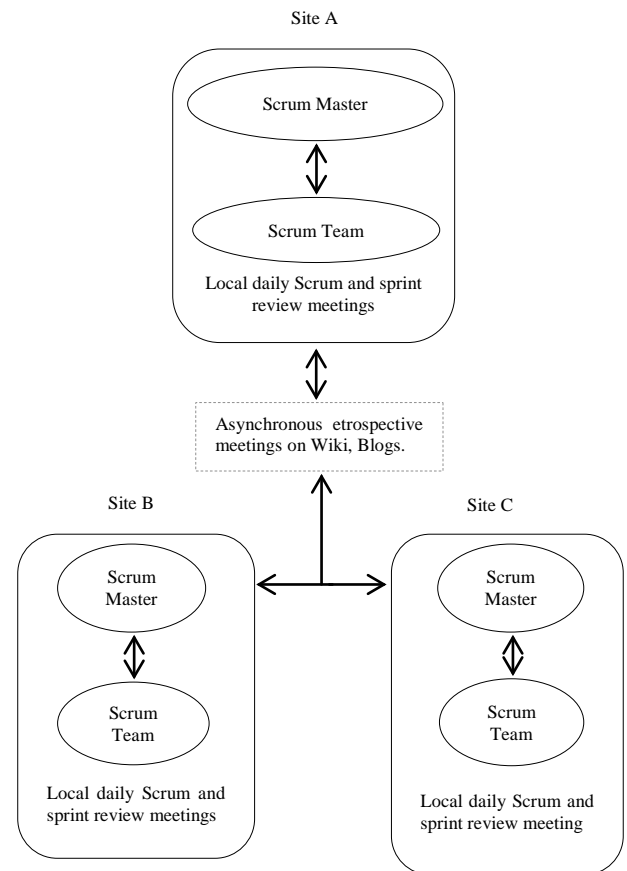 Site A
Scrum Master
Scrum Team
Local daily Scrum and sprint
review meetings
Asynchronous etrospective
meetings on Wiki, Blogs.
Site B
Scrum
Master
Scrum
Team
Local daily Scrum and
sprint review meetings
Site C
Scrum
Master
Scrum
Team
Local daily Scrum and
sprint review meeting